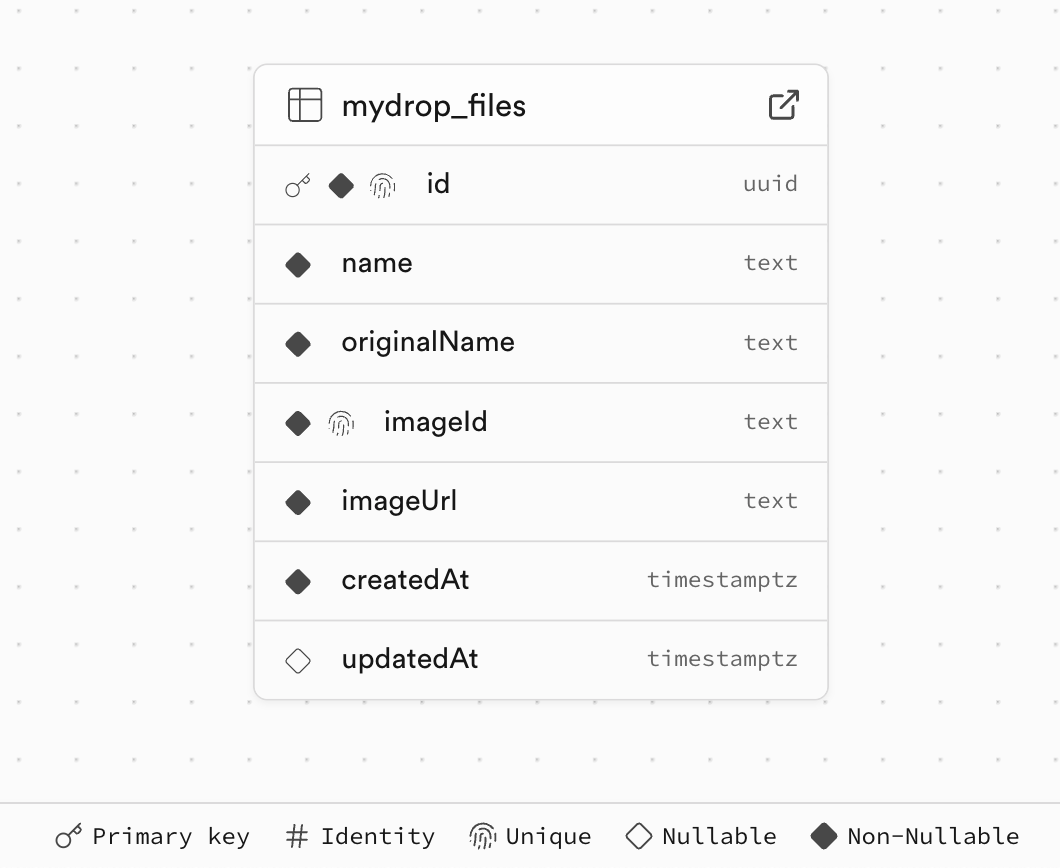 mydrop_files
id uuid
name text
originalName text
imageId text
imageUrl text
createdAt timestamptz
updatedAt timestamptz
Primary key # Identity Unique Nullable Non-Nullable